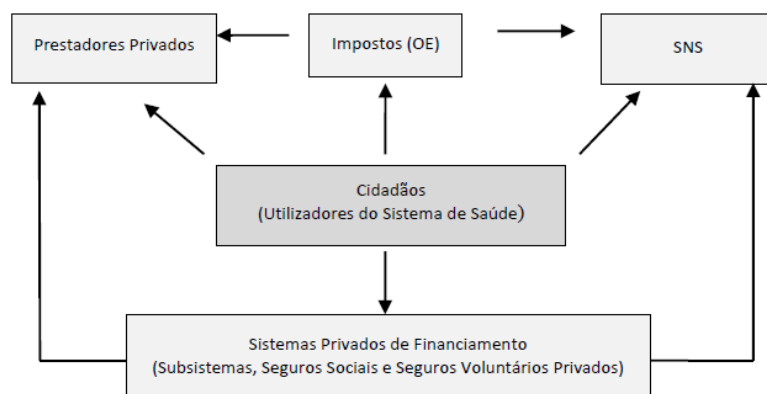 Prestadores Privados
Impostos (OE)
SNS
Cidadãos
(Utilizadores do Sistema de Saúde)
Sistemas Privados de Financiamento
(Subsistemas, Seguros Sociais e Seguros Voluntários Privados)